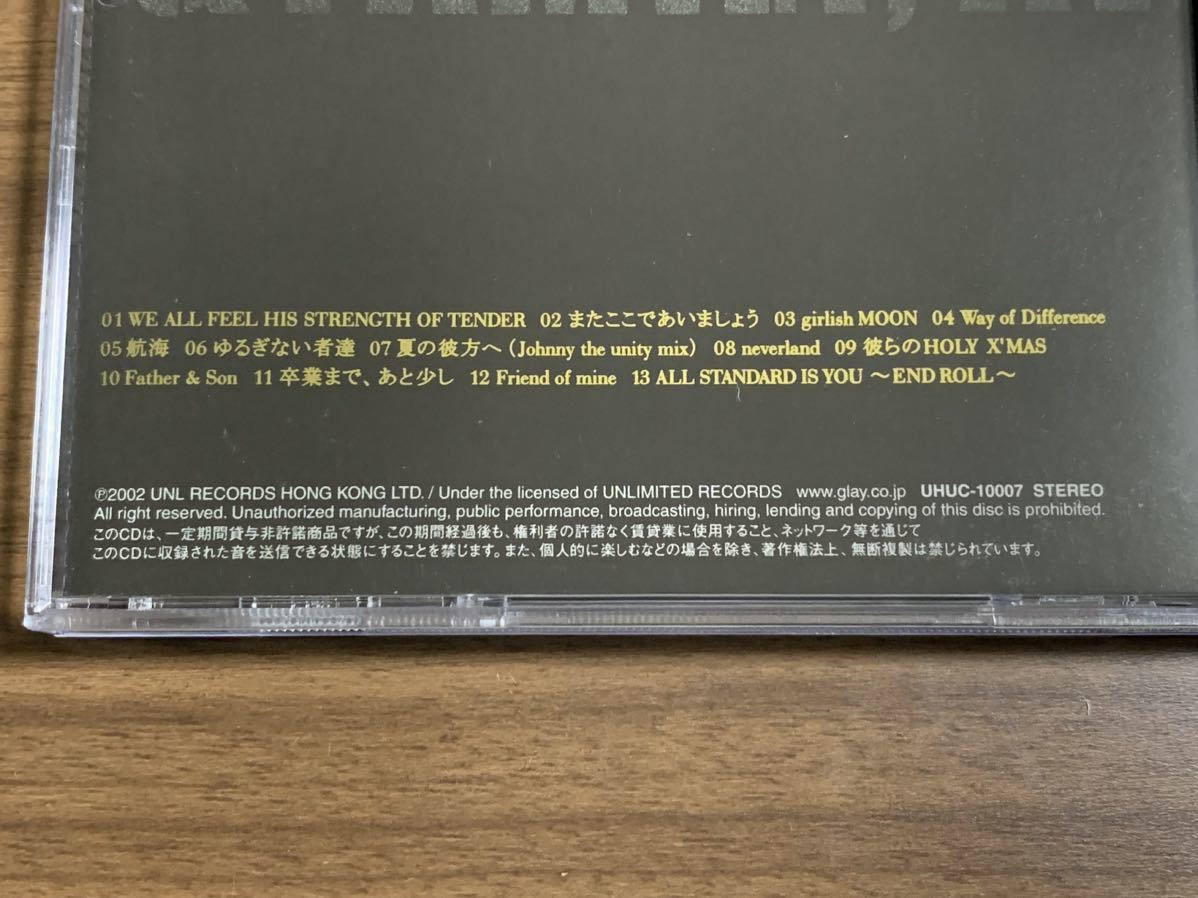 01 WE ALL FEEL HIS STRENGTH OF TENDER 02 またここであいましょう 03 girlish MOON 04 Way of Difference
05 航海 06 ゆるぎない者達 07 夏の彼方へ (Johnny the unity mix) 08 neverland 09 彼らのHOLY X'MAS
10 Father & Son 11 卒業まで、あと少し 12 Friend of mine 13 ALL STANDARD IS YOU 〜END ROLL〜
℗2002 UNL RECORDS HONG KONG LTD. / Under the licensed of UNLIMITED RECORDS www.glay.co.jp UHUC-10007 STEREO
All right reserved. Unauthorized manufacturing, public performance, broadcasting, hiring, lending and copying of this disc is prohibited.
このCDは、一定期間貸与非許諾商品ですが、この期間経過後も、権利者の許諾なく賃貸業に使用すること、ネットワーク等を通じて
このCDに収録された音を送信できる状態にすることを禁じます。また、個人的に楽しむなどの場合を除き、著作権法上、無断複製は禁じられています。